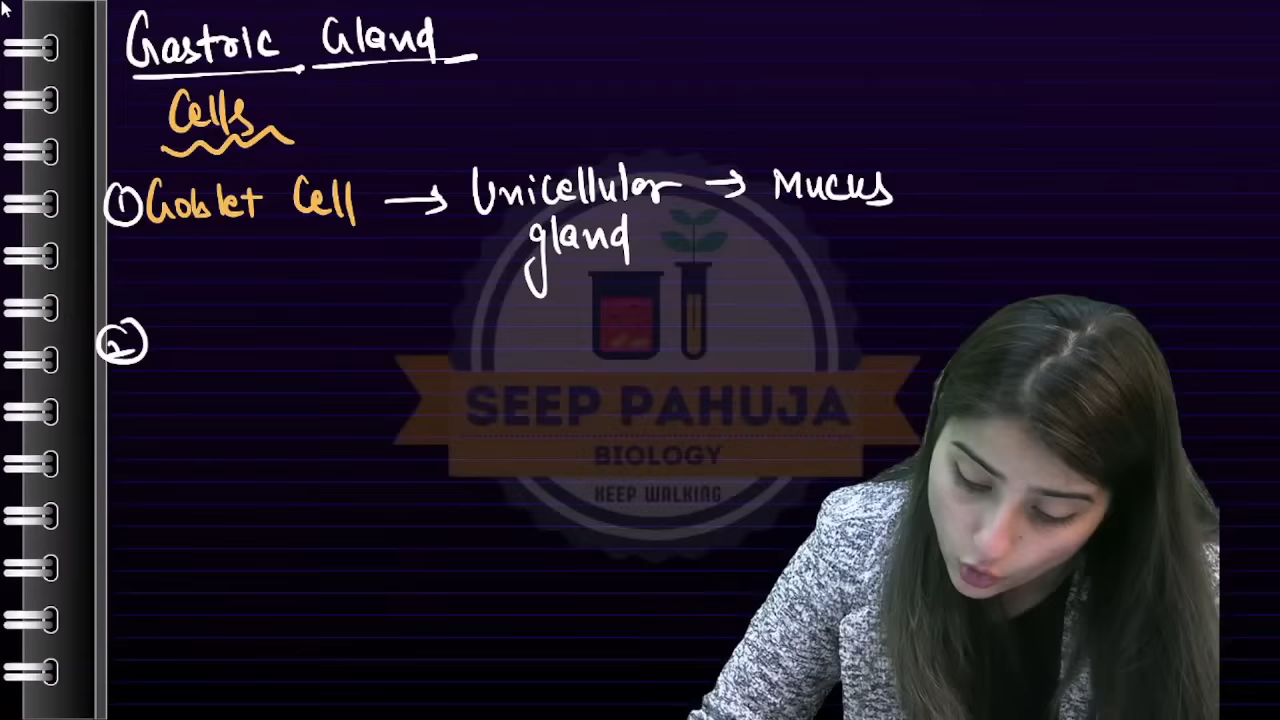 Gastric Gland
Cells
① Goblet Cell → Unicellular → Mucus
gland
②
SEEP PAHUJA
BIOLOGY
KEEP WALKING